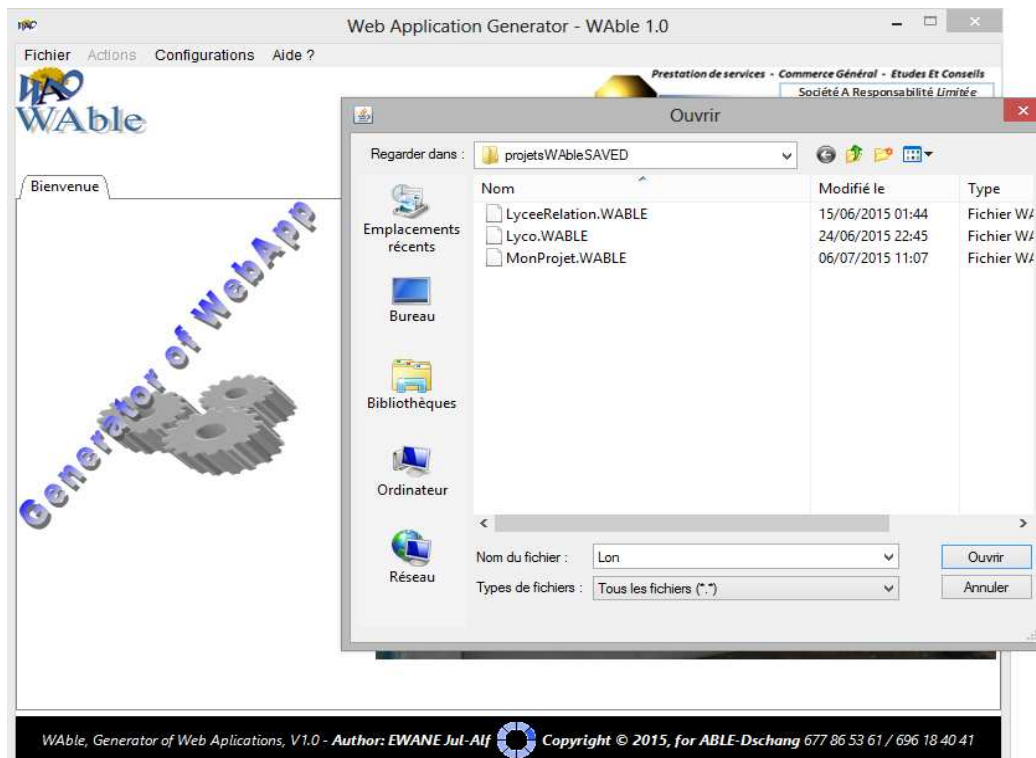 Web Application Generator - WAble 1.0
Fichier Actions Configurations Aide ?
WAble
Prestation de services - Commerce Général - Etudes Et Conseils
Société A Responsabilité Limitée
Bienvenue
Generator of WebApp
Ouvrir
Regarder dans : projetsWAbleSAVED
Emplacements récents
Bureau
Bibliothèques
Ordinateur
Réseau
Nom Modifié le Type
LyceeRelation.WABLE 15/06/2015 01:44 Fichier WA
Lyco.WABLE 24/06/2015 22:45 Fichier WA
MonProjet.WABLE 06/07/2015 11:07 Fichier WA
Nom du fichier : Lon Ouvrir
Types de fichiers : Tous les fichiers (*.*) Annuler
WAble, Generator of Web Aplications, V1.0 - Author: EWANE Jul-Alf Copyright © 2015, for ABLE-Dschang 677 86 53 61 / 696 18 40 41